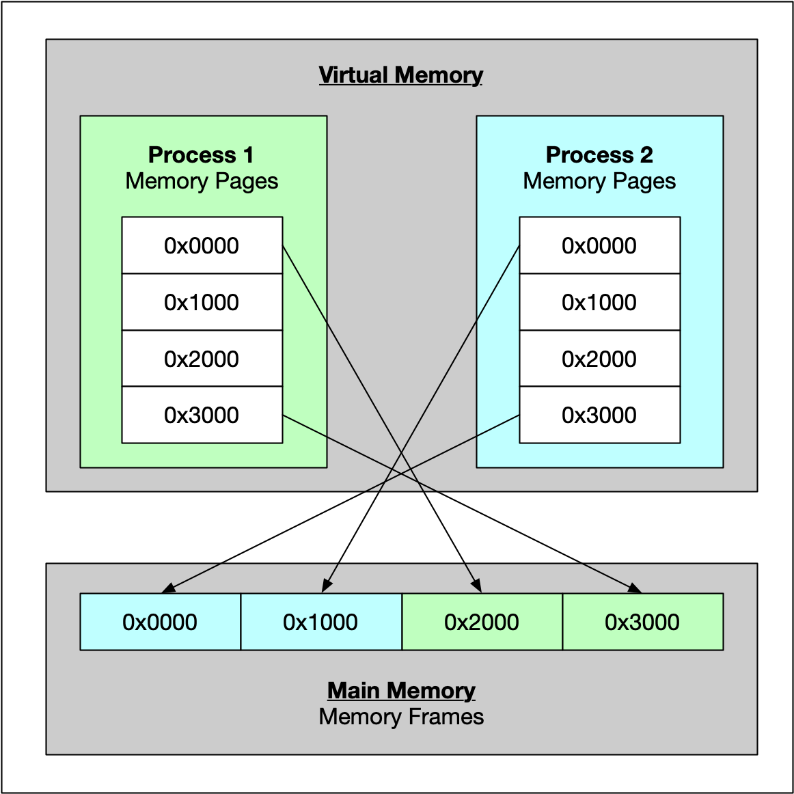 Virtual Memory
Process 1
Memory Pages
0x0000
0x1000
0x2000
0x3000
Process 2
Memory Pages
0x0000
0x1000
0x2000
0x3000
0x0000 0x1000 0x2000 0x3000
Main Memory
Memory Frames